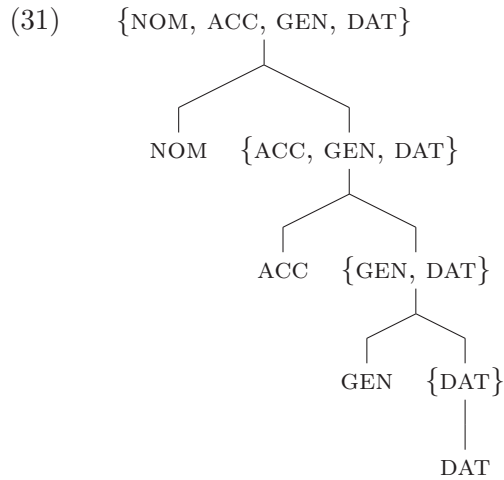 (31) {NOM, ACC, GEN, DAT}
NOM {ACC, GEN, DAT}
ACC {GEN, DAT}
GEN {DAT}
DAT